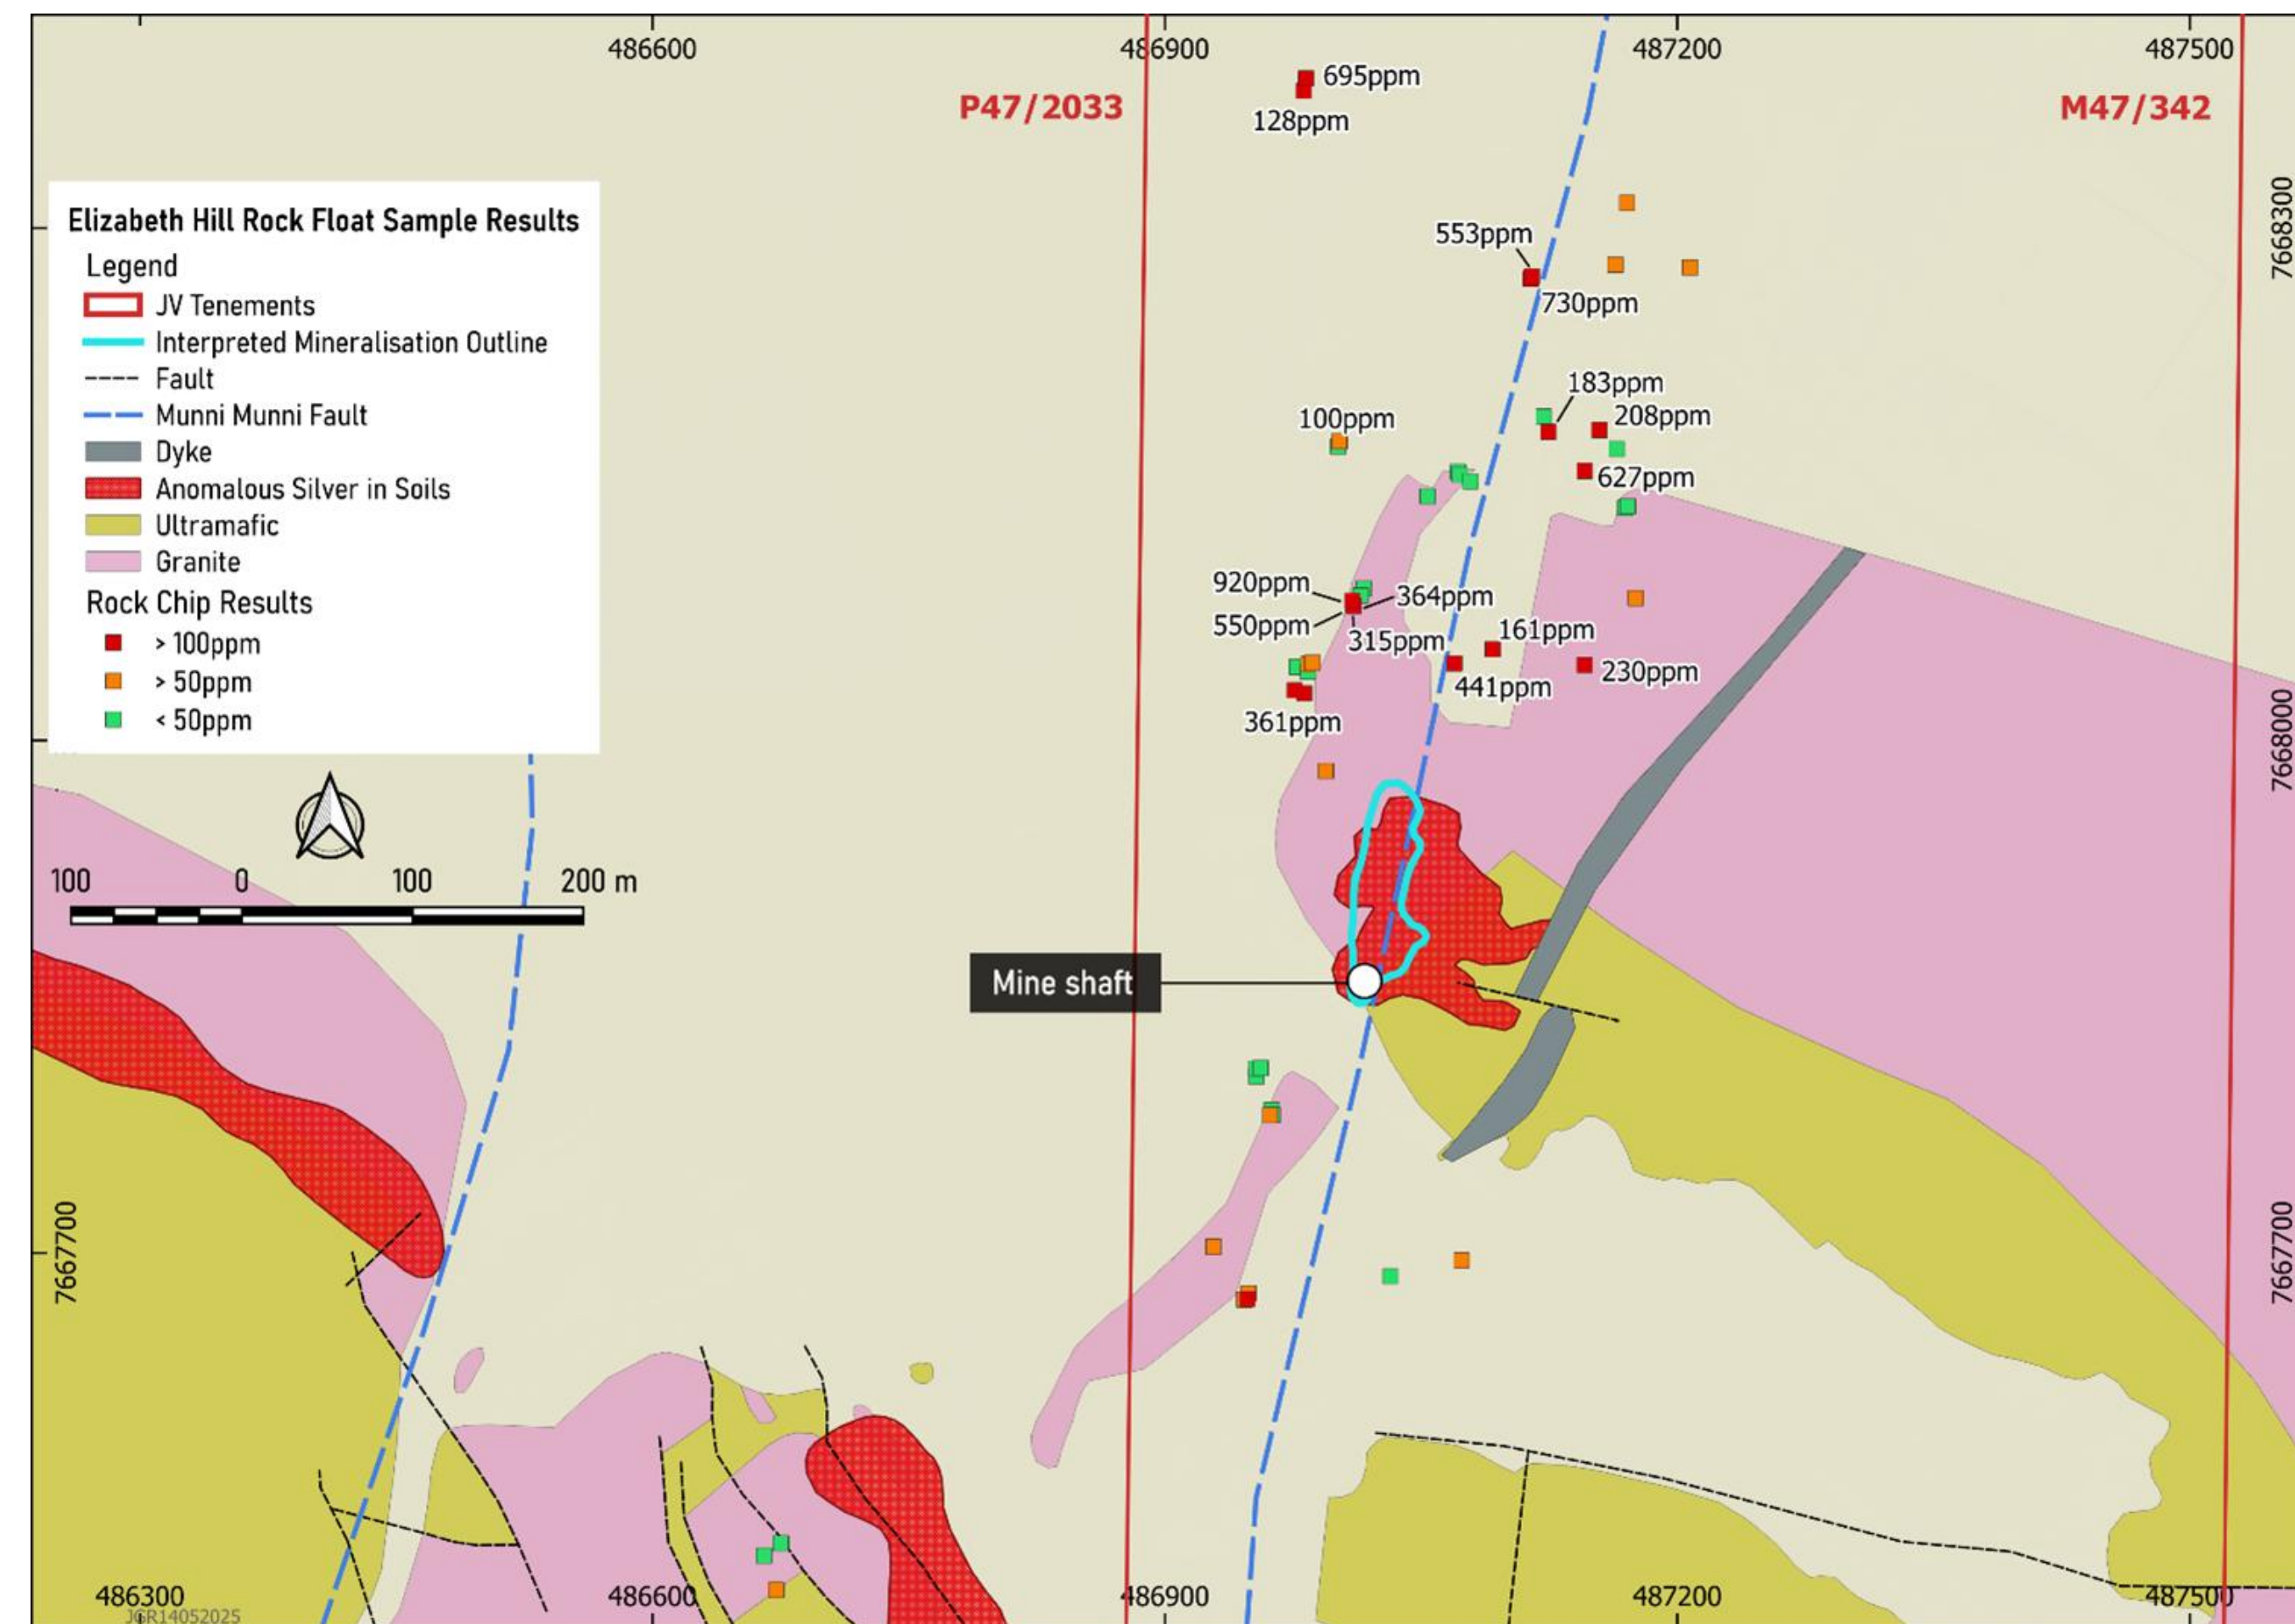 486600
486900
487200
487500
695ppm
P47/2033
M47/342
128ppm
7668300
Elizabeth Hill Rock Float Sample Results
553ppm
Legend
JV Tenements
730ppm
Interpreted Mineralisation Outline
Fault
183ppm
Munni Munni Fault
100ppm
208ppm
Dyke
627ppm
Anomalous Silver in Soils
Ultramafic
Granite
920ppm
364ppm
Rock Chip Results
550ppm
315ppm
161ppm
> 100ppm
230ppm
> 50ppm
441ppm
< 50ppm
361ppm
7668000
100 0 100 200 m
Mine shaft
7667700
7667700
486300
486600
486900
487200
487500
JGR14052025